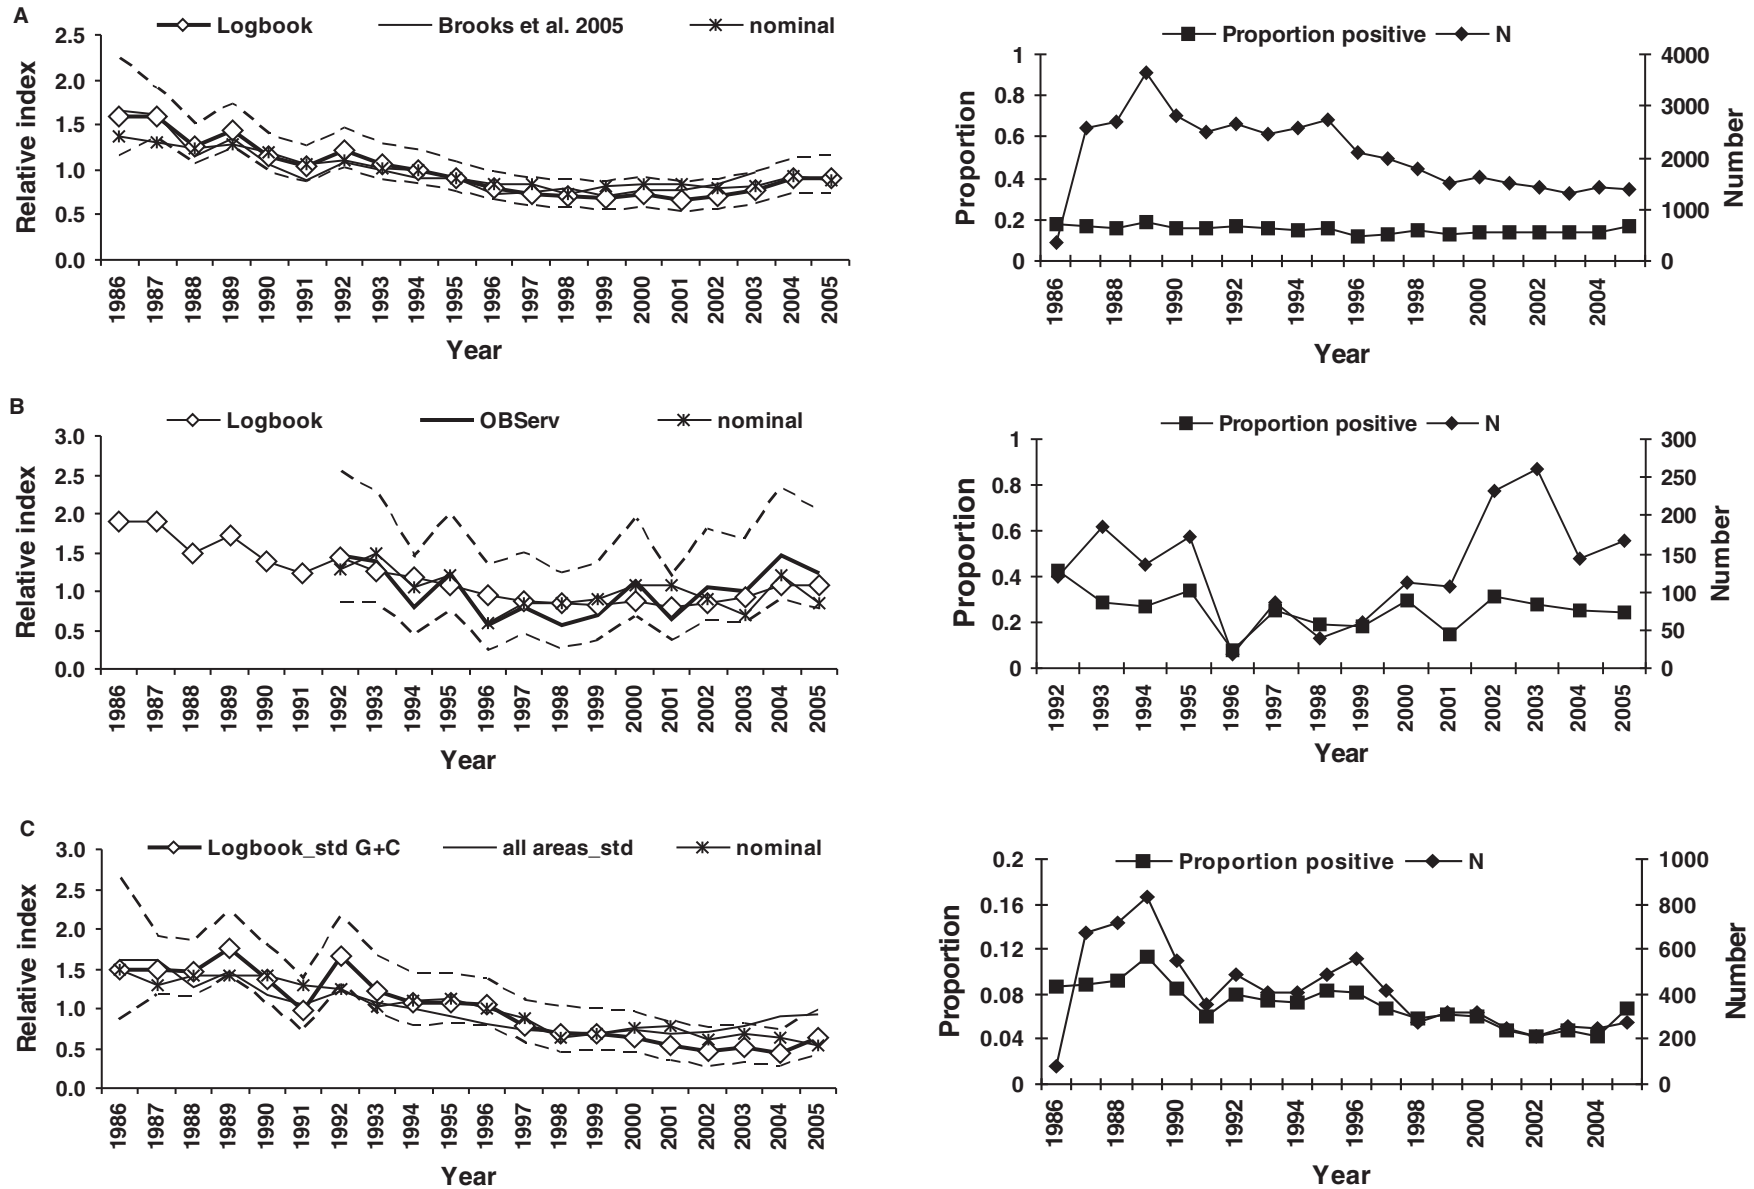 A
Logbook Brooks et al. 2005 nominal
Relative index
2.5
2.0
1.5
1.0
0.5
0.0
1986 1987 1988 1989 1990 1991 1992 1993 1994 1995 1996 1997 1998 1999 2000 2001 2002 2003 2004 2005
Year
Proportion positive N
Proportion
1
0.8
0.6
0.4
0.2
0
4000
3000
2000
1000
0
Number
1986 1988 1990 1992 1994 1996 1998 2000 2002 2004
Year
B
Logbook OBServ nominal
Relative index
3.0
2.5
2.0
1.5
1.0
0.5
0.0
1986 1987 1988 1989 1990 1991 1992 1993 1994 1995 1996 1997 1998 1999 2000 2001 2002 2003 2004 2005
Year
Proportion positive N
Proportion
1
0.8
0.6
0.4
0.2
0
300
250
200
150
100
50
0
Number
1992 1993 1994 1995 1996 1997 1998 1999 2000 2001 2002 2003 2004 2005
Year
C
Logbook_std G+C all areas_std nominal
Relative index
3.0
2.5
2.0
1.5
1.0
0.5
0.0
1986 1987 1988 1989 1990 1991 1992 1993 1994 1995 1996 1997 1998 1999 2000 2001 2002 2003 2004 2005
Year
Proportion positive N
Proportion
0.2
0.16
0.12
0.08
0.04
0
1000
800
600
400
200
0
Number
1986 1988 1990 1992 1994 1996 1998 2000 2002 2004
Year